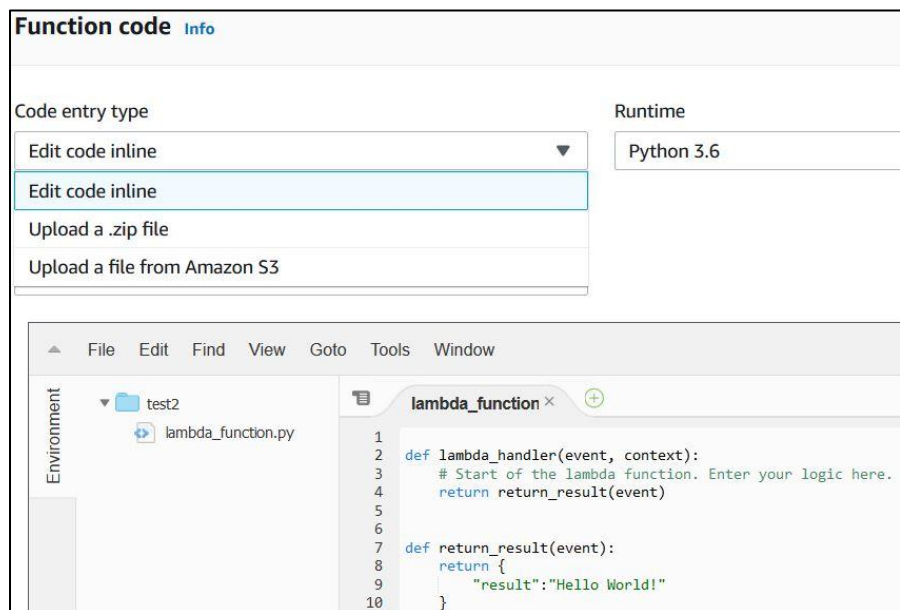 Function code Info
Code entry type
Runtime
Edit code inline
Python 3.6
Edit code inline
Upload a .zip file
Upload a file from Amazon S3
File Edit Find View Goto Tools Window
Environment
test2
lambda_function.py
lambda_function
1
2 def lambda_handler(event, context):
3 # Start of the lambda function. Enter your logic here.
4 return return_result(event)
5
6
7 def return_result(event):
8 return {
9 "result":"Hello World!"
10 }